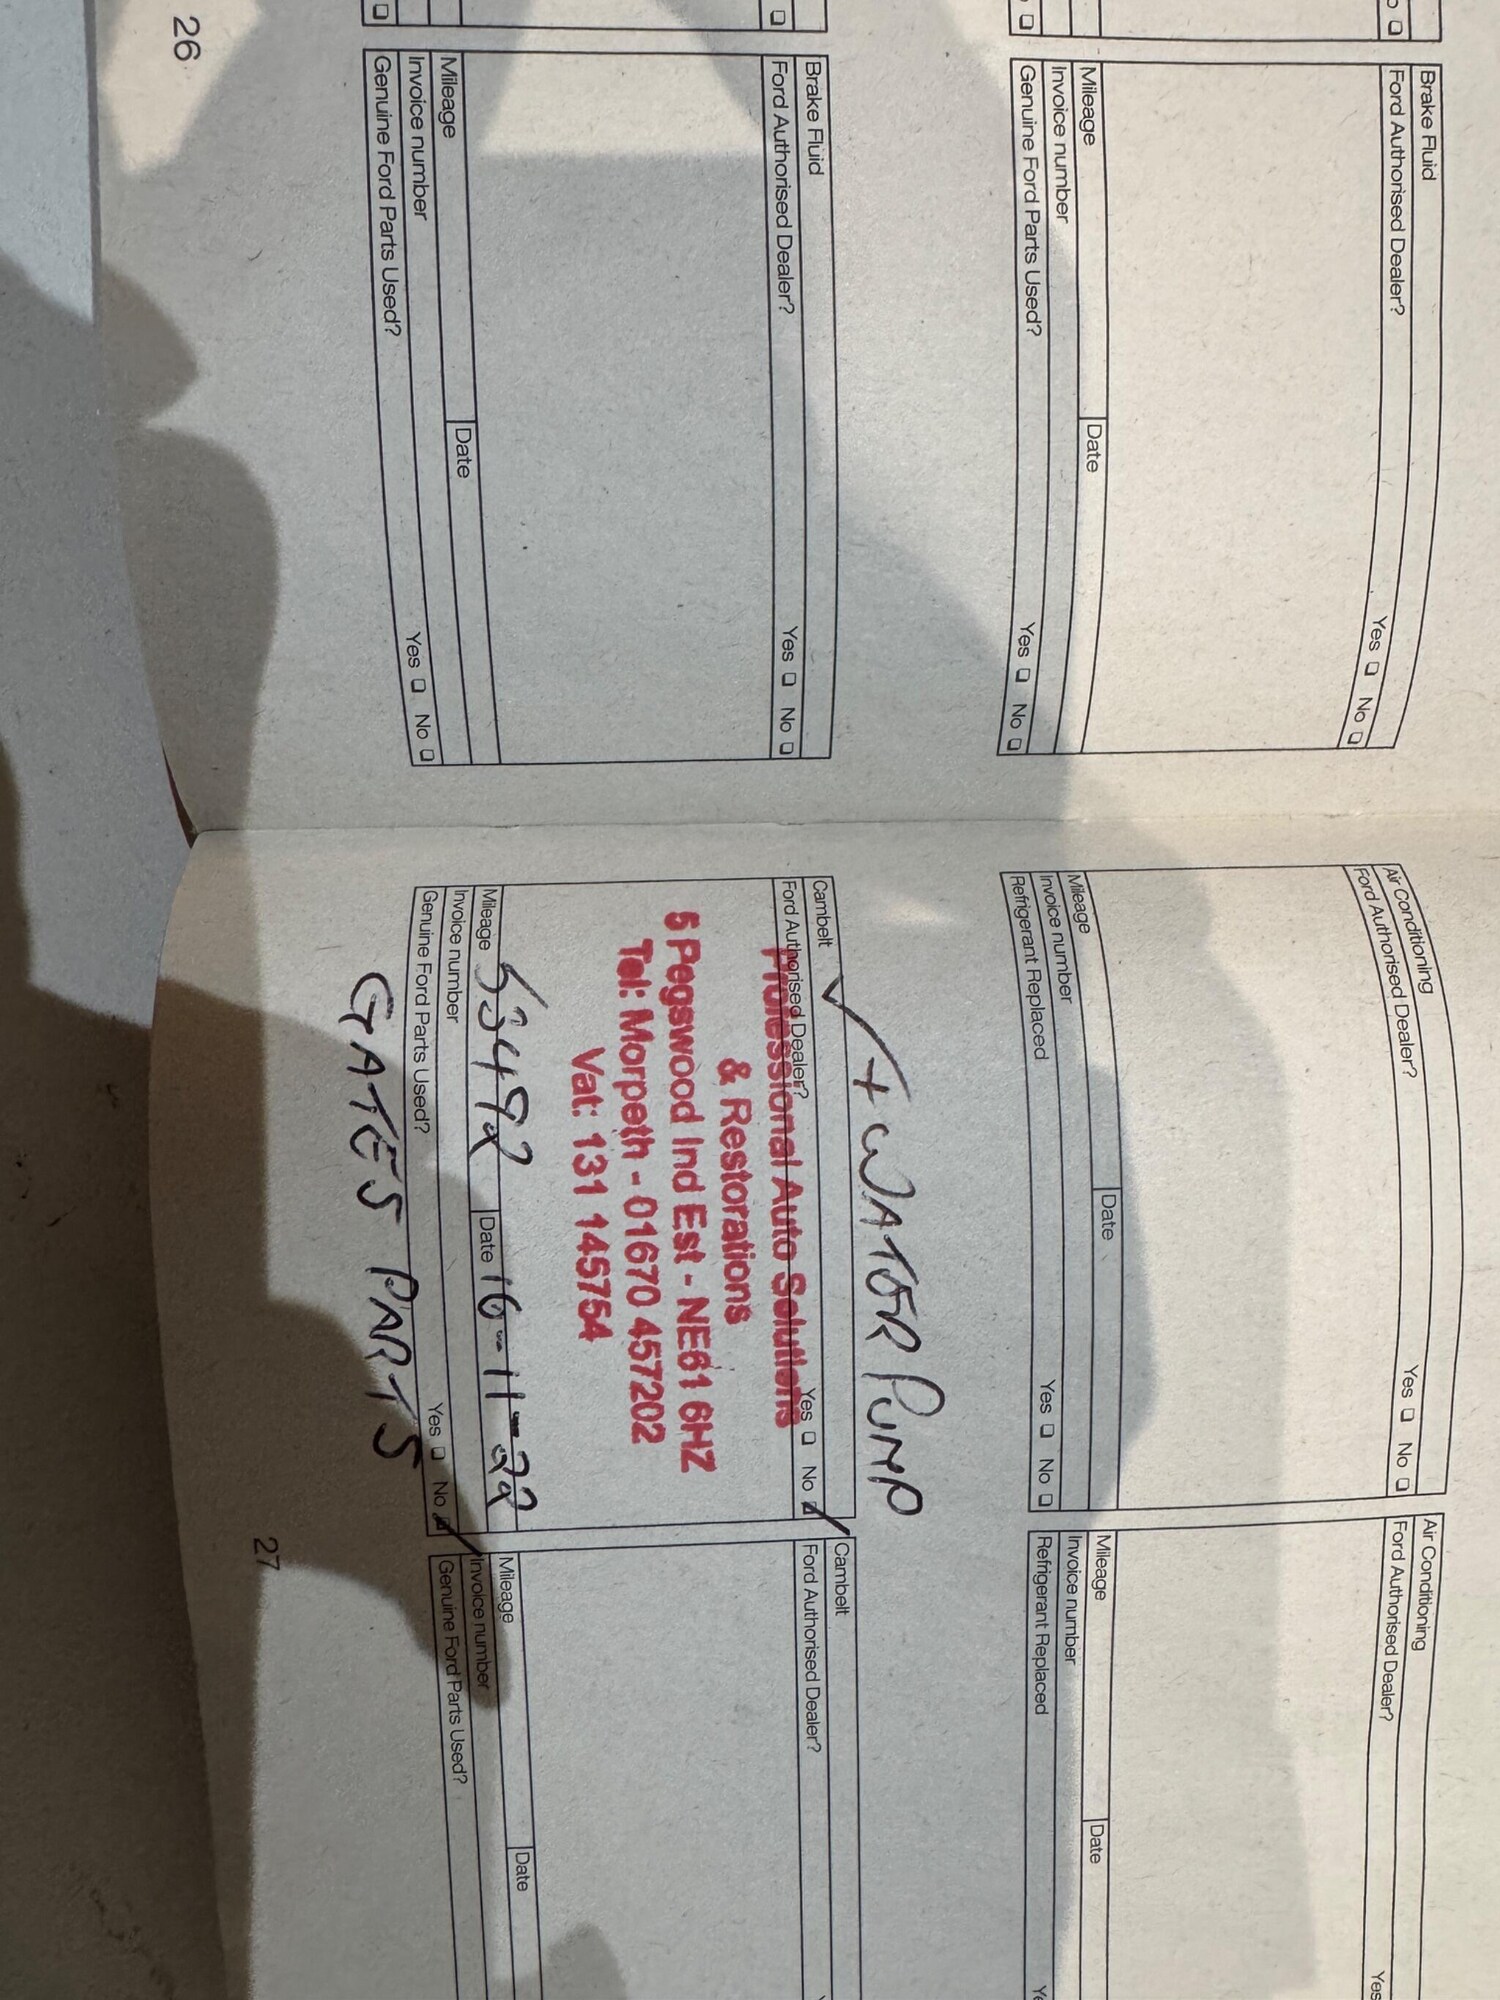 Brake Fluid
Ford Authorised Dealer? Yes ☐ No ☐
Mileage Date
Invoice number
Genuine Ford Parts Used? Yes ☐ No ☐
Brake Fluid
Ford Authorised Dealer? Yes ☐ No ☐
Mileage Date
Invoice number
Genuine Ford Parts Used? Yes ☐ No ☐
26
Air Conditioning
Ford Authorised Dealer? Yes ☐ No ☐
Mileage Date
Invoice number
Refrigerant Replaced Yes ☐ No ☐
Air Conditioning
Ford Authorised Dealer? Yes
Mileage Date
Invoice number
Refrigerant Replaced
+ WATER PUMP
Cambelt ✓
Ford Authorised Dealer? Yes ☐ No ☑
Professional Auto Solutions
& Restorations
5 Pegswood Ind Est - NE61 6HZ
Tel: Morpeth - 01670 457202
Vat: 131 145754
Mileage 53492 Date 16-11-22
Invoice number
Genuine Ford Parts Used? Yes ☐ No ☑
GATES PARTS
Cambelt
Ford Authorised Dealer?
Mileage Date
Invoice number
Genuine Ford Parts Used?
27